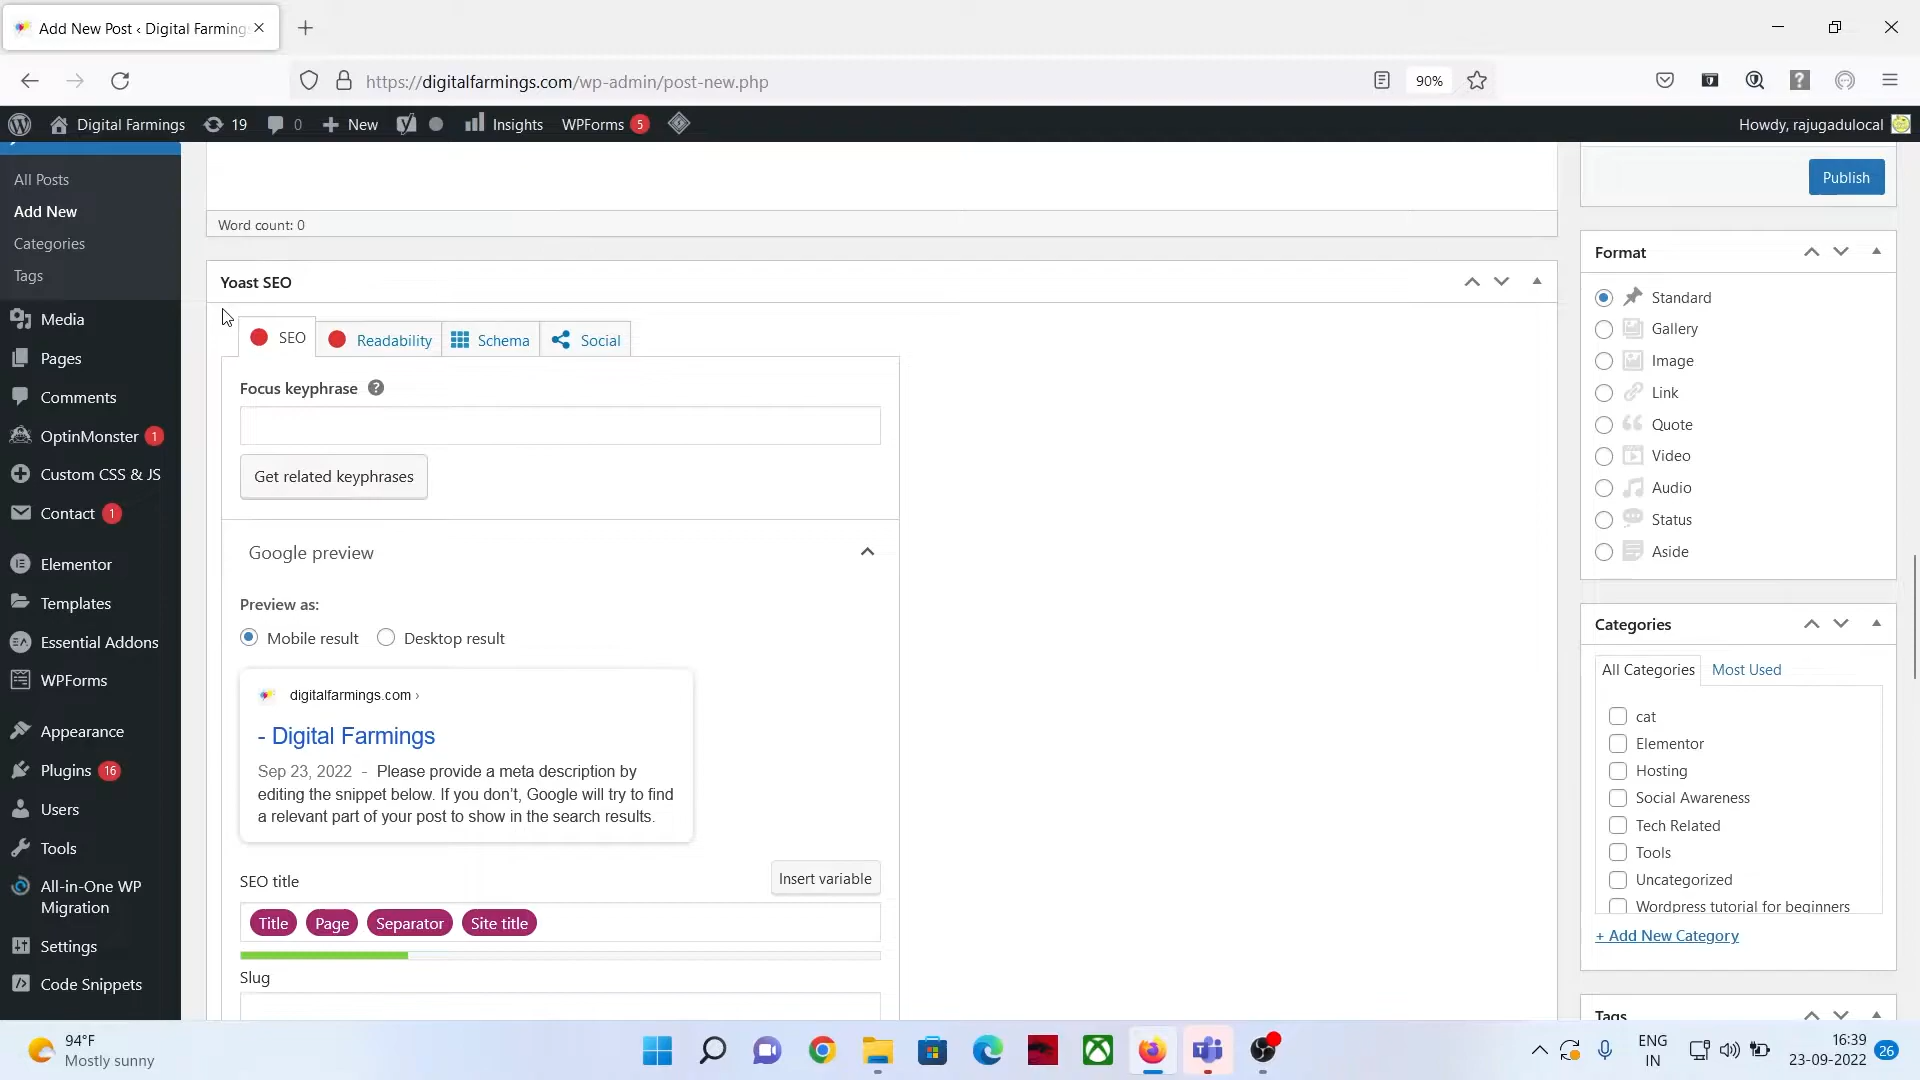 Add New Post ‹ Digital Farming
https://digitalfarmings.com/wp-admin/post-new.php
90%
Digital Farmings
19
0
New
Insights
WPForms 5
Howdy, rajugadulocal
All Posts
Add New
Categories
Tags
Media
Pages
Comments
OptinMonster 1
Custom CSS & JS
Contact 1
Elementor
Templates
Essential Addons
WPForms
Appearance
Plugins 16
Users
Tools
All-in-One WP
Migration
Settings
Code Snippets
Word count: 0
Yoast SEO
SEO
Readability
Schema
Social
Focus keyphrase ?
Get related keyphrases
Google preview
Preview as:
Mobile result
Desktop result
digitalfarmings.com ›
- Digital Farmings
Sep 23, 2022 - Please provide a meta description by
editing the snippet below. If you don’t, Google will try to find
a relevant part of your post to show in the search results.
SEO title
Insert variable
Title
Page
Separator
Site title
Slug
Publish
Format
Standard
Gallery
Image
Link
Quote
Video
Audio
Status
Aside
Categories
All Categories
Most Used
cat
Elementor
Hosting
Social Awareness
Tech Related
Tools
Uncategorized
Wordpress tutorial for beginners
+ Add New Category
Tags
94°F
Mostly sunny
ENG
IN
16:39
23-09-2022
26